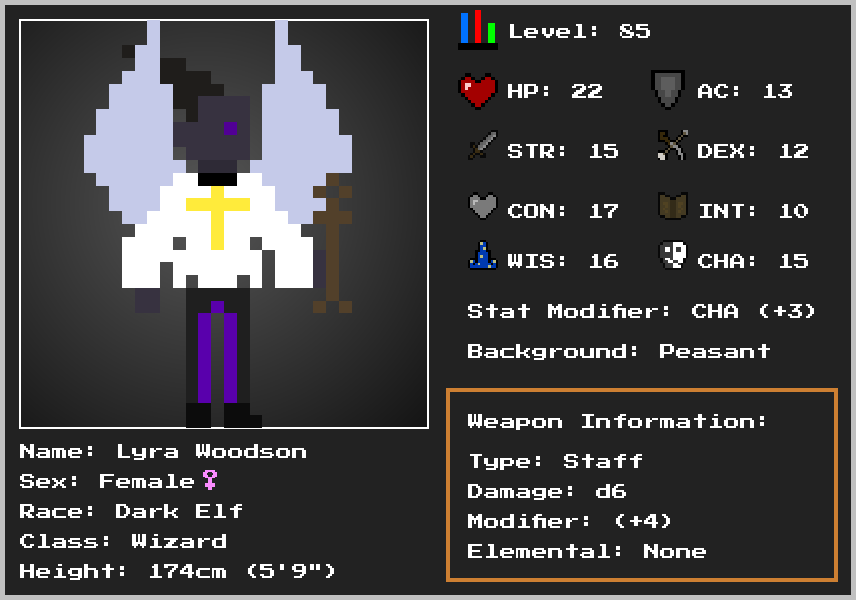 Level: 85
HP: 22
AC: 13
STR: 15
DEX: 12
CON: 17
INT: 10
WIS: 16
CHA: 15
Stat Modifier: CHA (+3)
Background: Peasant
Weapon Information:
Type: Staff
Damage: d6
Modifier: (+4)
Elemental: None
Name: Lyra Woodson
Sex: Female♀
Race: Dark Elf
Class: Wizard
Height: 174cm (5'9")